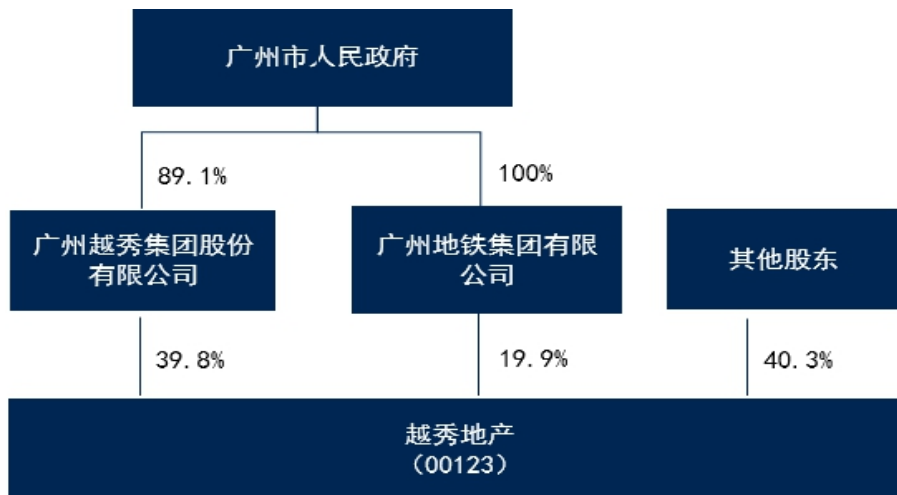 广州市人民政府
89.1%
100%
广州越秀集团股份
有限公司
广州地铁集团有限
公司
其他股东
39.8%
19.9%
40.3%
越秀地产
（00123）